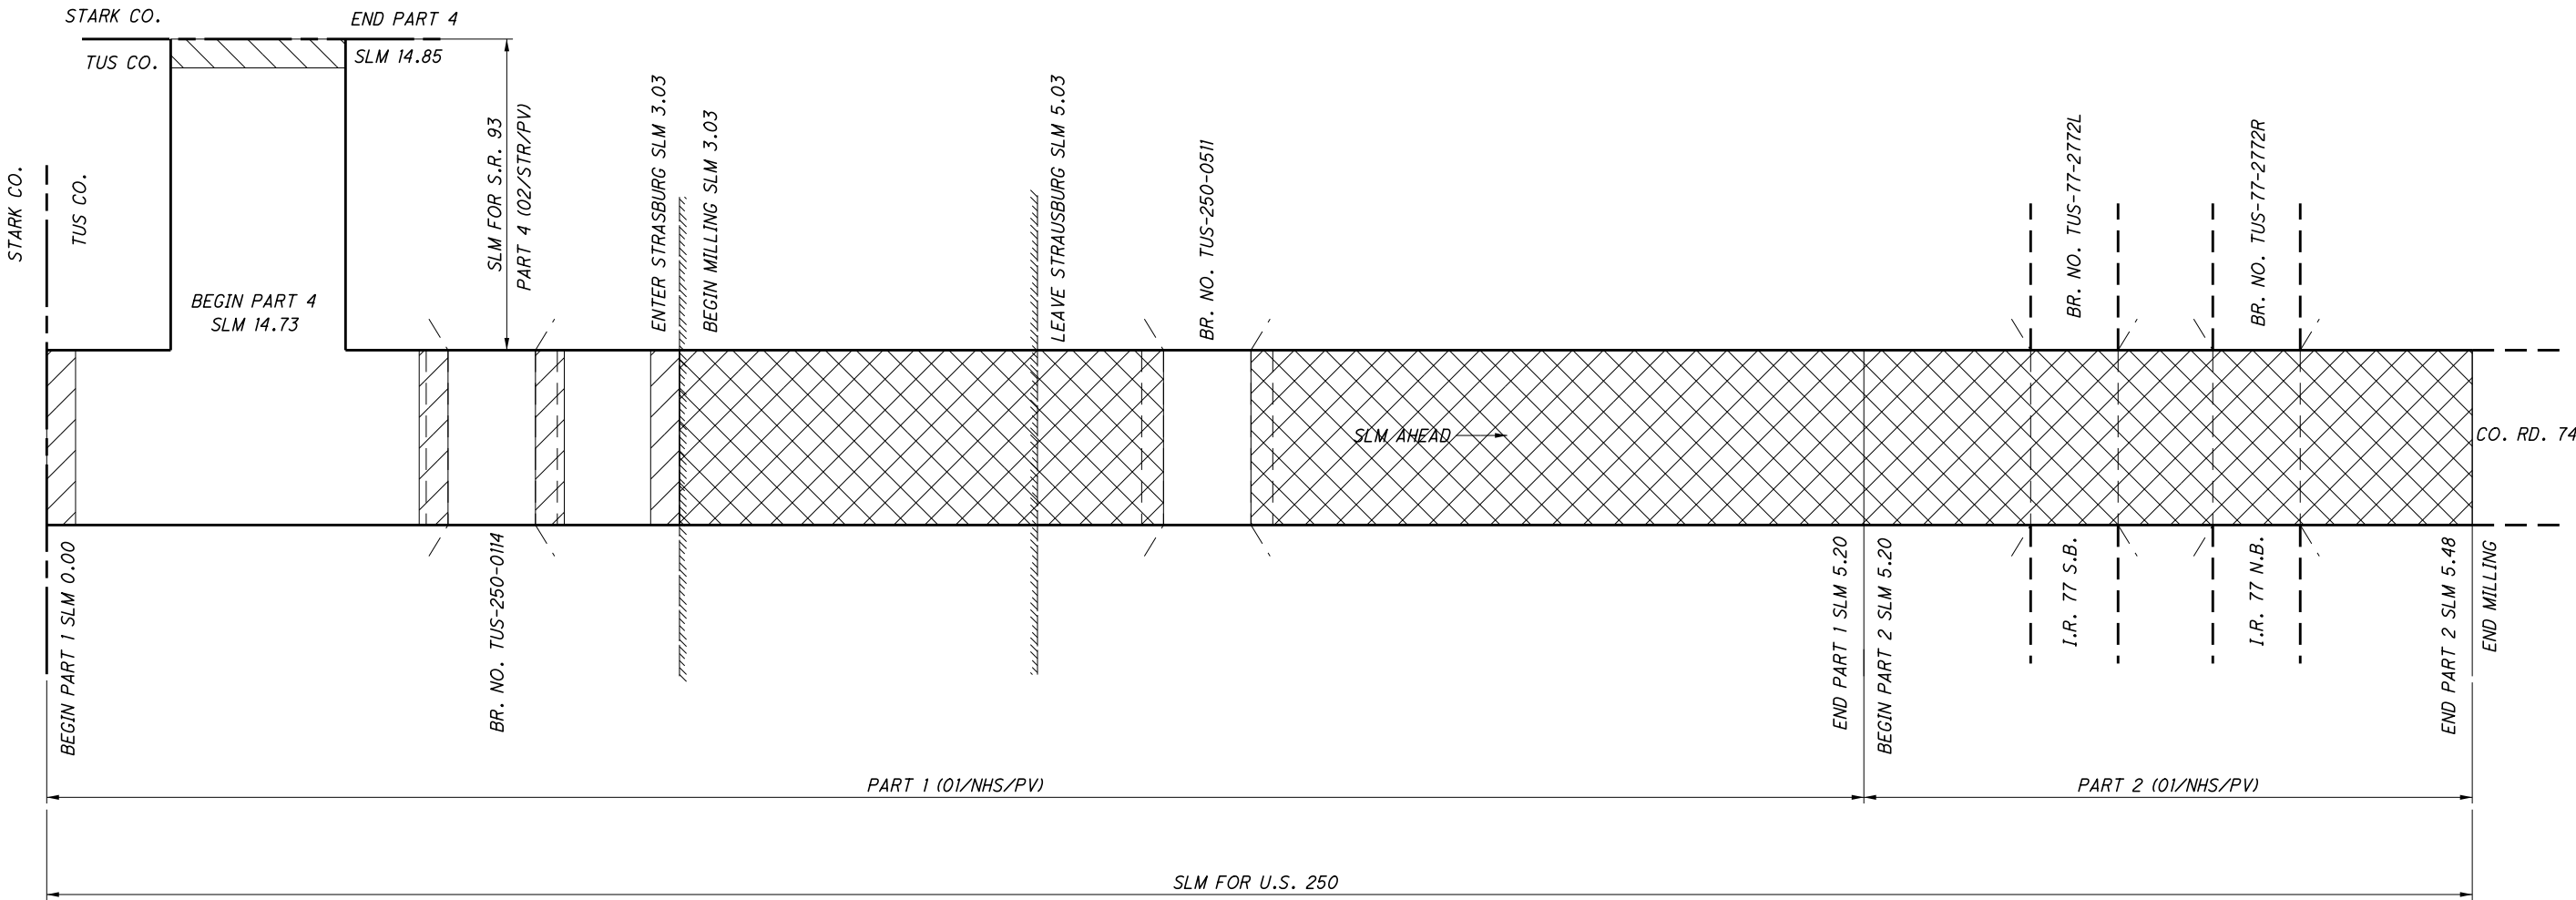 STARK CO.
END PART 4
TUS CO.
SLM 14.85
STARK CO.
TUS CO.
BEGIN PART 4
SLM 14.73
SLM FOR S.R. 93
PART 4 (02/STR/PV)
ENTER STRASBURG SLM 3.03
BEGIN MILLING SLM 3.03
LEAVE STRAUSBURG SLM 5.03
BR. NO. TUS-250-0511
BR. NO. TUS-77-2772L
BR. NO. TUS-77-2772R
SLM AHEAD
CO. RD. 74
BEGIN PART 1 SLM 0.00
BR. NO. TUS-250-0114
END PART 1 SLM 5.20
BEGIN PART 2 SLM 5.20
I.R. 77 S.B.
I.R. 77 N.B.
END PART 2 SLM 5.48
END MILLING
PART 1 (01/NHS/PV)
PART 2 (01/NHS/PV)
SLM FOR U.S. 250